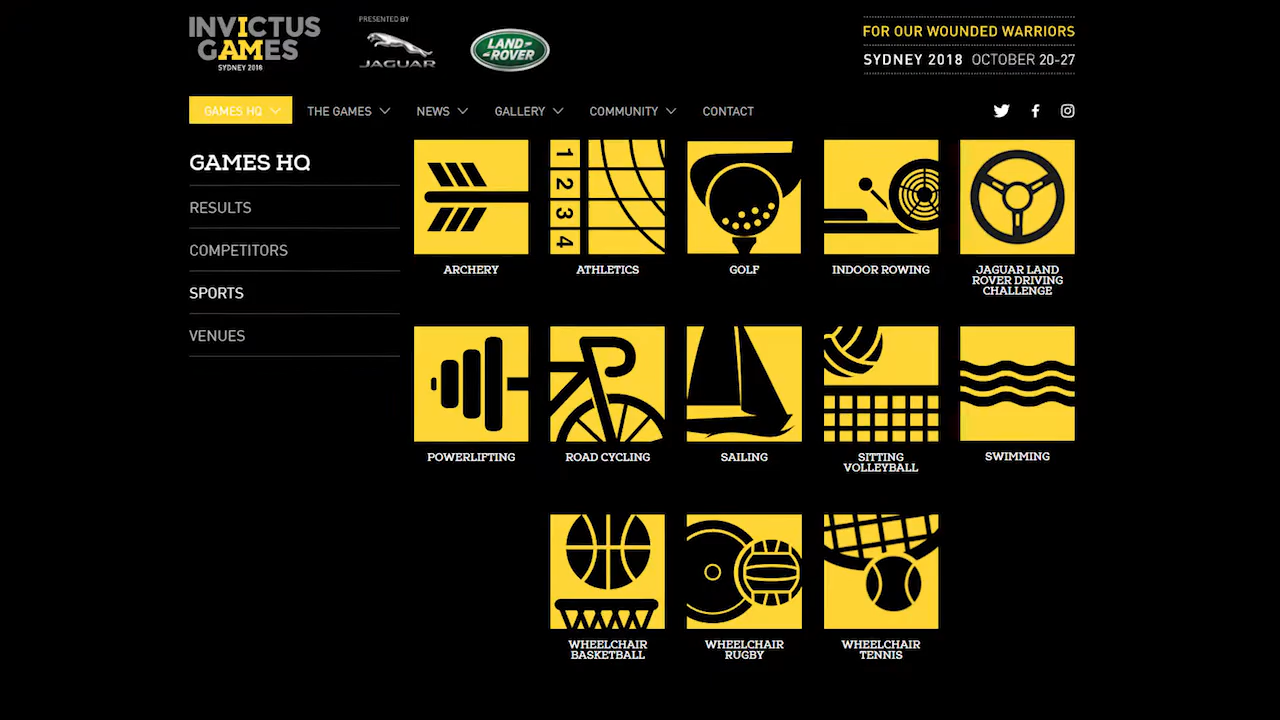 INVICTUS
GAMES
SYDNEY 2018
PRESENTED BY
JAGUAR
LAND-
-ROVER
FOR OUR WOUNDED WARRIORS
SYDNEY 2018 OCTOBER 20-27
GAMES HQ
THE GAMES
NEWS
GALLERY
COMMUNITY
CONTACT
GAMES HQ
RESULTS
COMPETITORS
SPORTS
VENUES
1
2
3
4
ARCHERY
ATHLETICS
GOLF
INDOOR ROWING
JAGUAR LAND
ROVER DRIVING
CHALLENGE
POWERLIFTING
ROAD CYCLING
SAILING
SITTING
VOLLEYBALL
SWIMMING
WHEELCHAIR
BASKETBALL
WHEELCHAIR
RUGBY
WHEELCHAIR
TENNIS